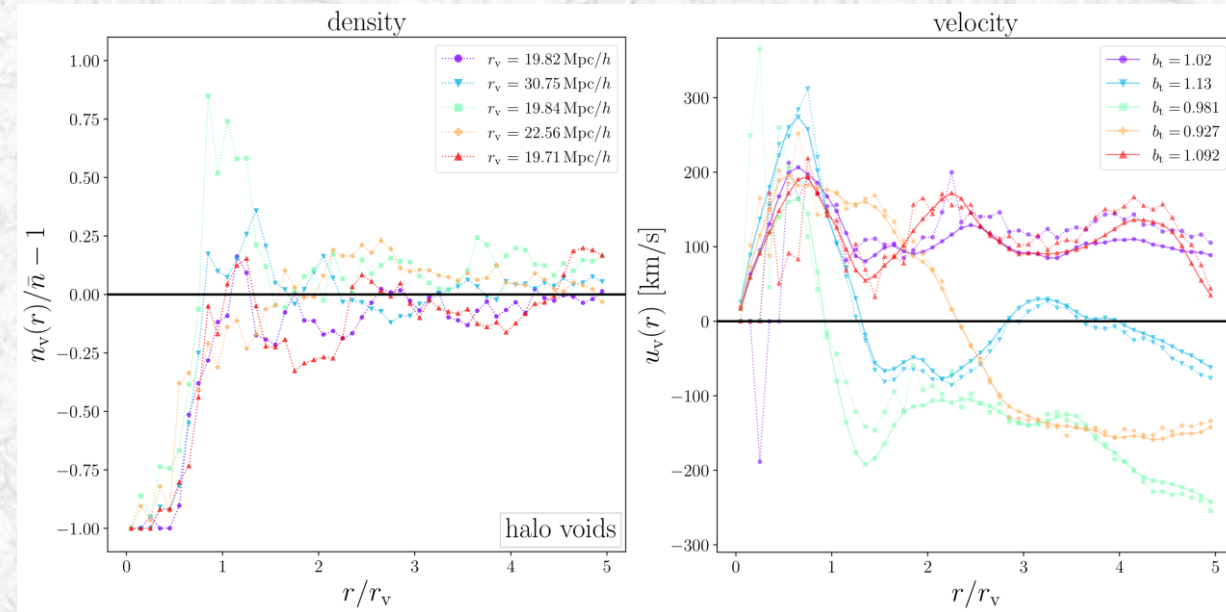 density
velocity
r_v = 19.82 Mpc/h
r_v = 30.75 Mpc/h
r_v = 19.84 Mpc/h
r_v = 22.56 Mpc/h
r_v = 19.71 Mpc/h
b_t = 1.02
b_t = 1.13
b_t = 0.981
b_t = 0.927
b_t = 1.092
n_v(r)/n̄ − 1
1.00
0.75
0.50
0.25
0.00
−0.25
−0.50
−0.75
−1.00
halo voids
0 1 2 3 4 5
r/r_v
u_v(r) [km/s]
300
200
100
0
−100
−200
−300
0 1 2 3 4 5
r/r_v